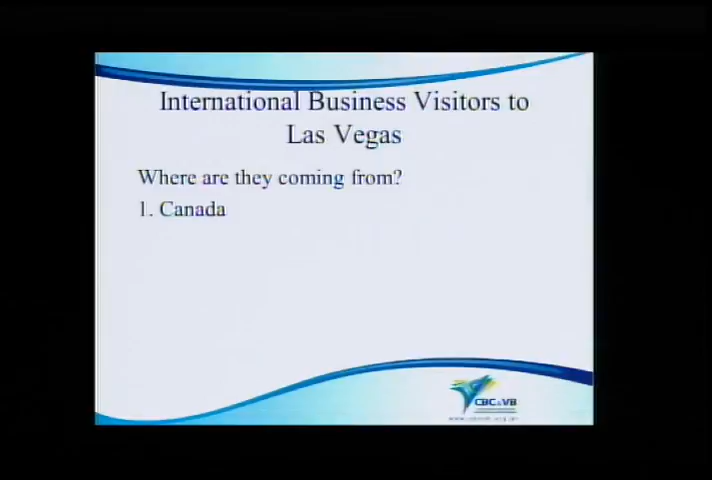 International Business Visitors to
Las Vegas
Where are they coming from?
1. Canada
CBC&VB